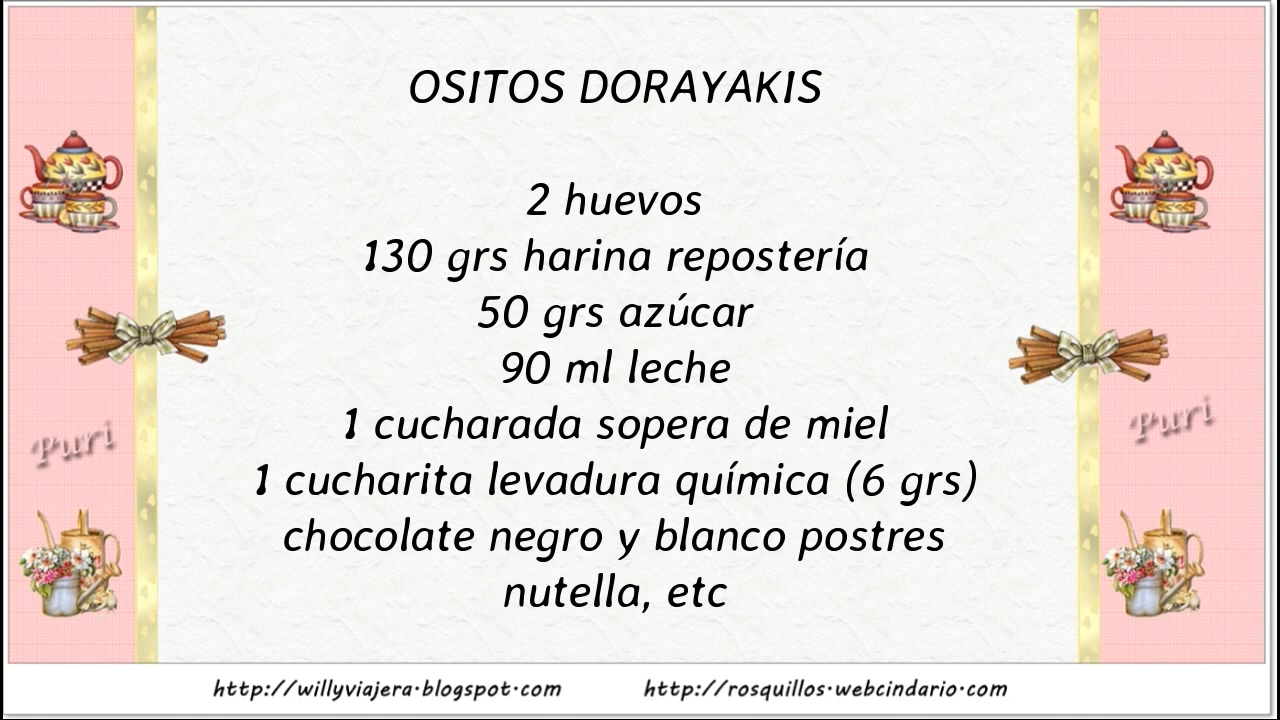 OSITOS DORAYAKIS
2 huevos
130 grs harina repostería
50 grs azúcar
90 ml leche
1 cucharada sopera de miel
1 cucharita levadura química (6 grs)
chocolate negro y blanco postres
nutella, etc
Puri
Puri
http://willyviajera.blogspot.com
http://rosquillos.webcindario.com